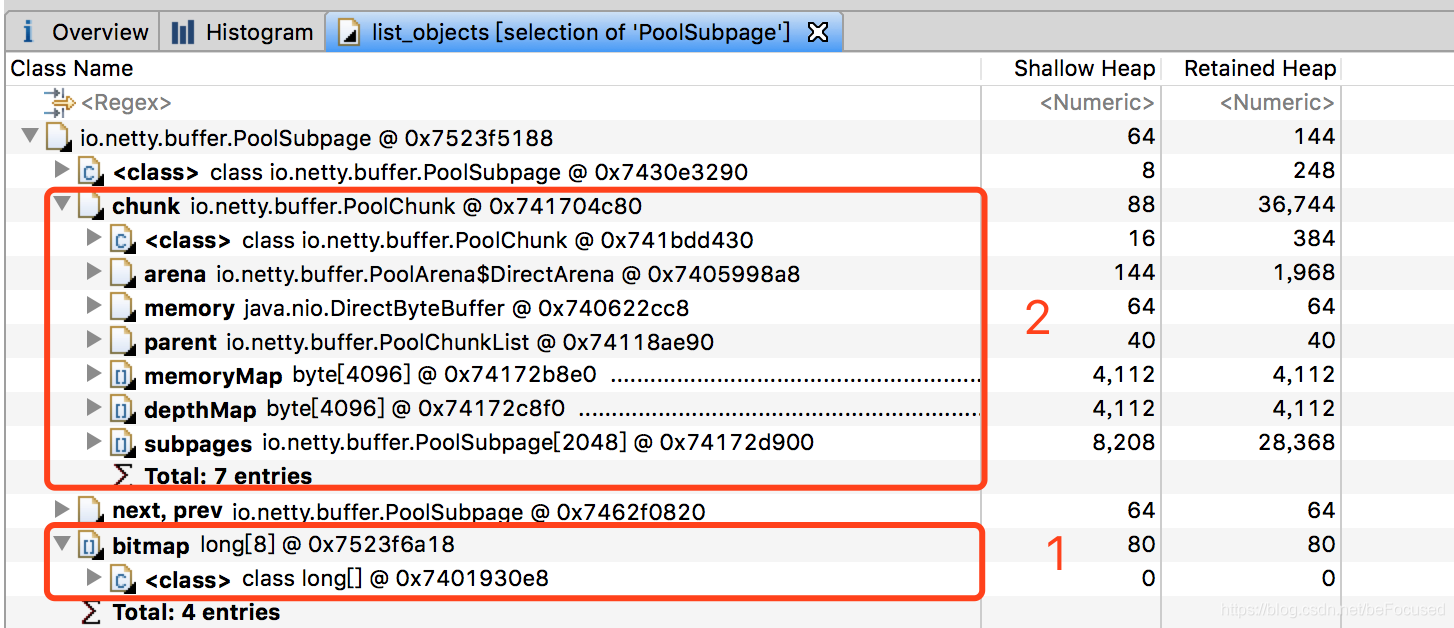 Overview Histogram list_objects [selection of 'PoolSubpage']
Class Name Shallow Heap Retained Heap
<Regex> <Numeric> <Numeric>
io.netty.buffer.PoolSubpage @ 0x7523f5188 64 144
<class> class io.netty.buffer.PoolSubpage @ 0x7430e3290 8 248
chunk io.netty.buffer.PoolChunk @ 0x741704c80 88 36,744
<class> class io.netty.buffer.PoolChunk @ 0x741bdd430 16 384
arena io.netty.buffer.PoolArena$DirectArena @ 0x7405998a8 144 1,968
memory java.nio.DirectByteBuffer @ 0x740622cc8 64 64
2
parent io.netty.buffer.PoolChunkList @ 0x74118ae90 40 40
memoryMap byte[4096] @ 0x74172b8e0 ................................................ 4,112 4,112
depthMap byte[4096] @ 0x74172c8f0 .................................................... 4,112 4,112
subpages io.netty.buffer.PoolSubpage[2048] @ 0x74172d900 8,208 28,368
Σ Total: 7 entries
next, prev io.netty.buffer.PoolSubpage @ 0x7462f0820 64 64
bitmap long[8] @ 0x7523f6a18 80 80
1
<class> class long[] @ 0x7401930e8 0 0
Σ Total: 4 entries
https://blog.csdn.net/beFocused